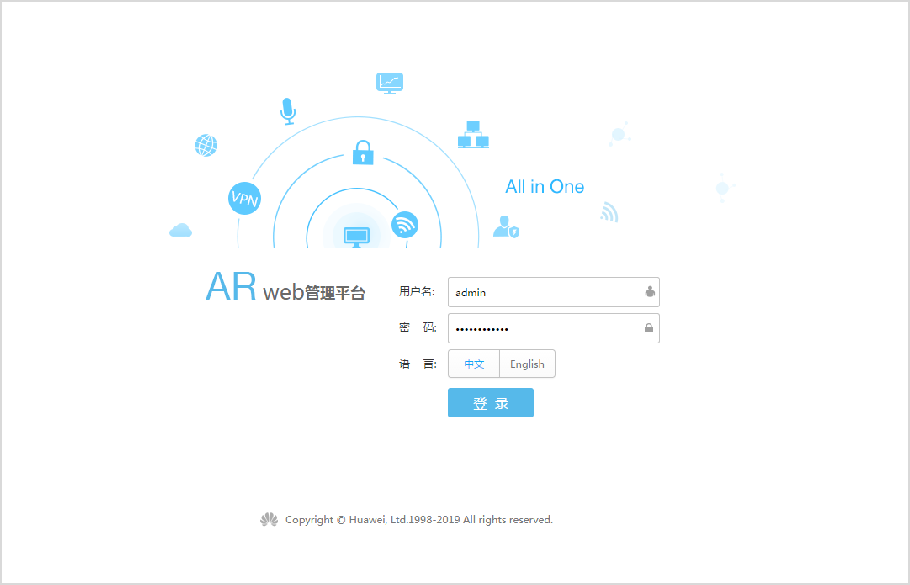 VPN
All in One
AR web管理平台
用户名: admin
密 码: ••••••••••••
语 言: 中文 English
登 录
Copyright © Huawei, Ltd.1998-2019 All rights reserved.